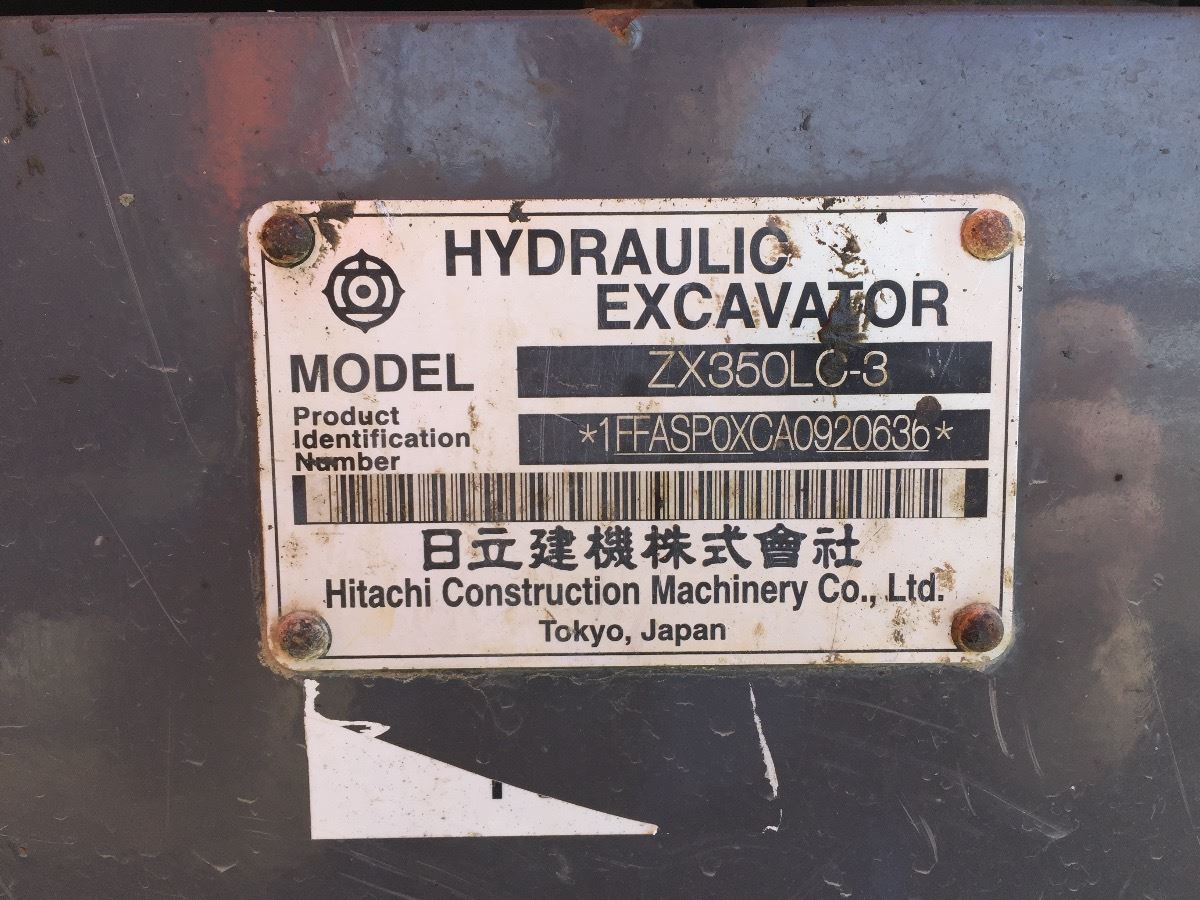 HYDRAULIC
EXCAVATOR
MODEL ZX350LC-3
Product
Identification
Number
*1FFASP0XCA0920636*
日立建機株式會社
Hitachi Construction Machinery Co., Ltd.
Tokyo, Japan